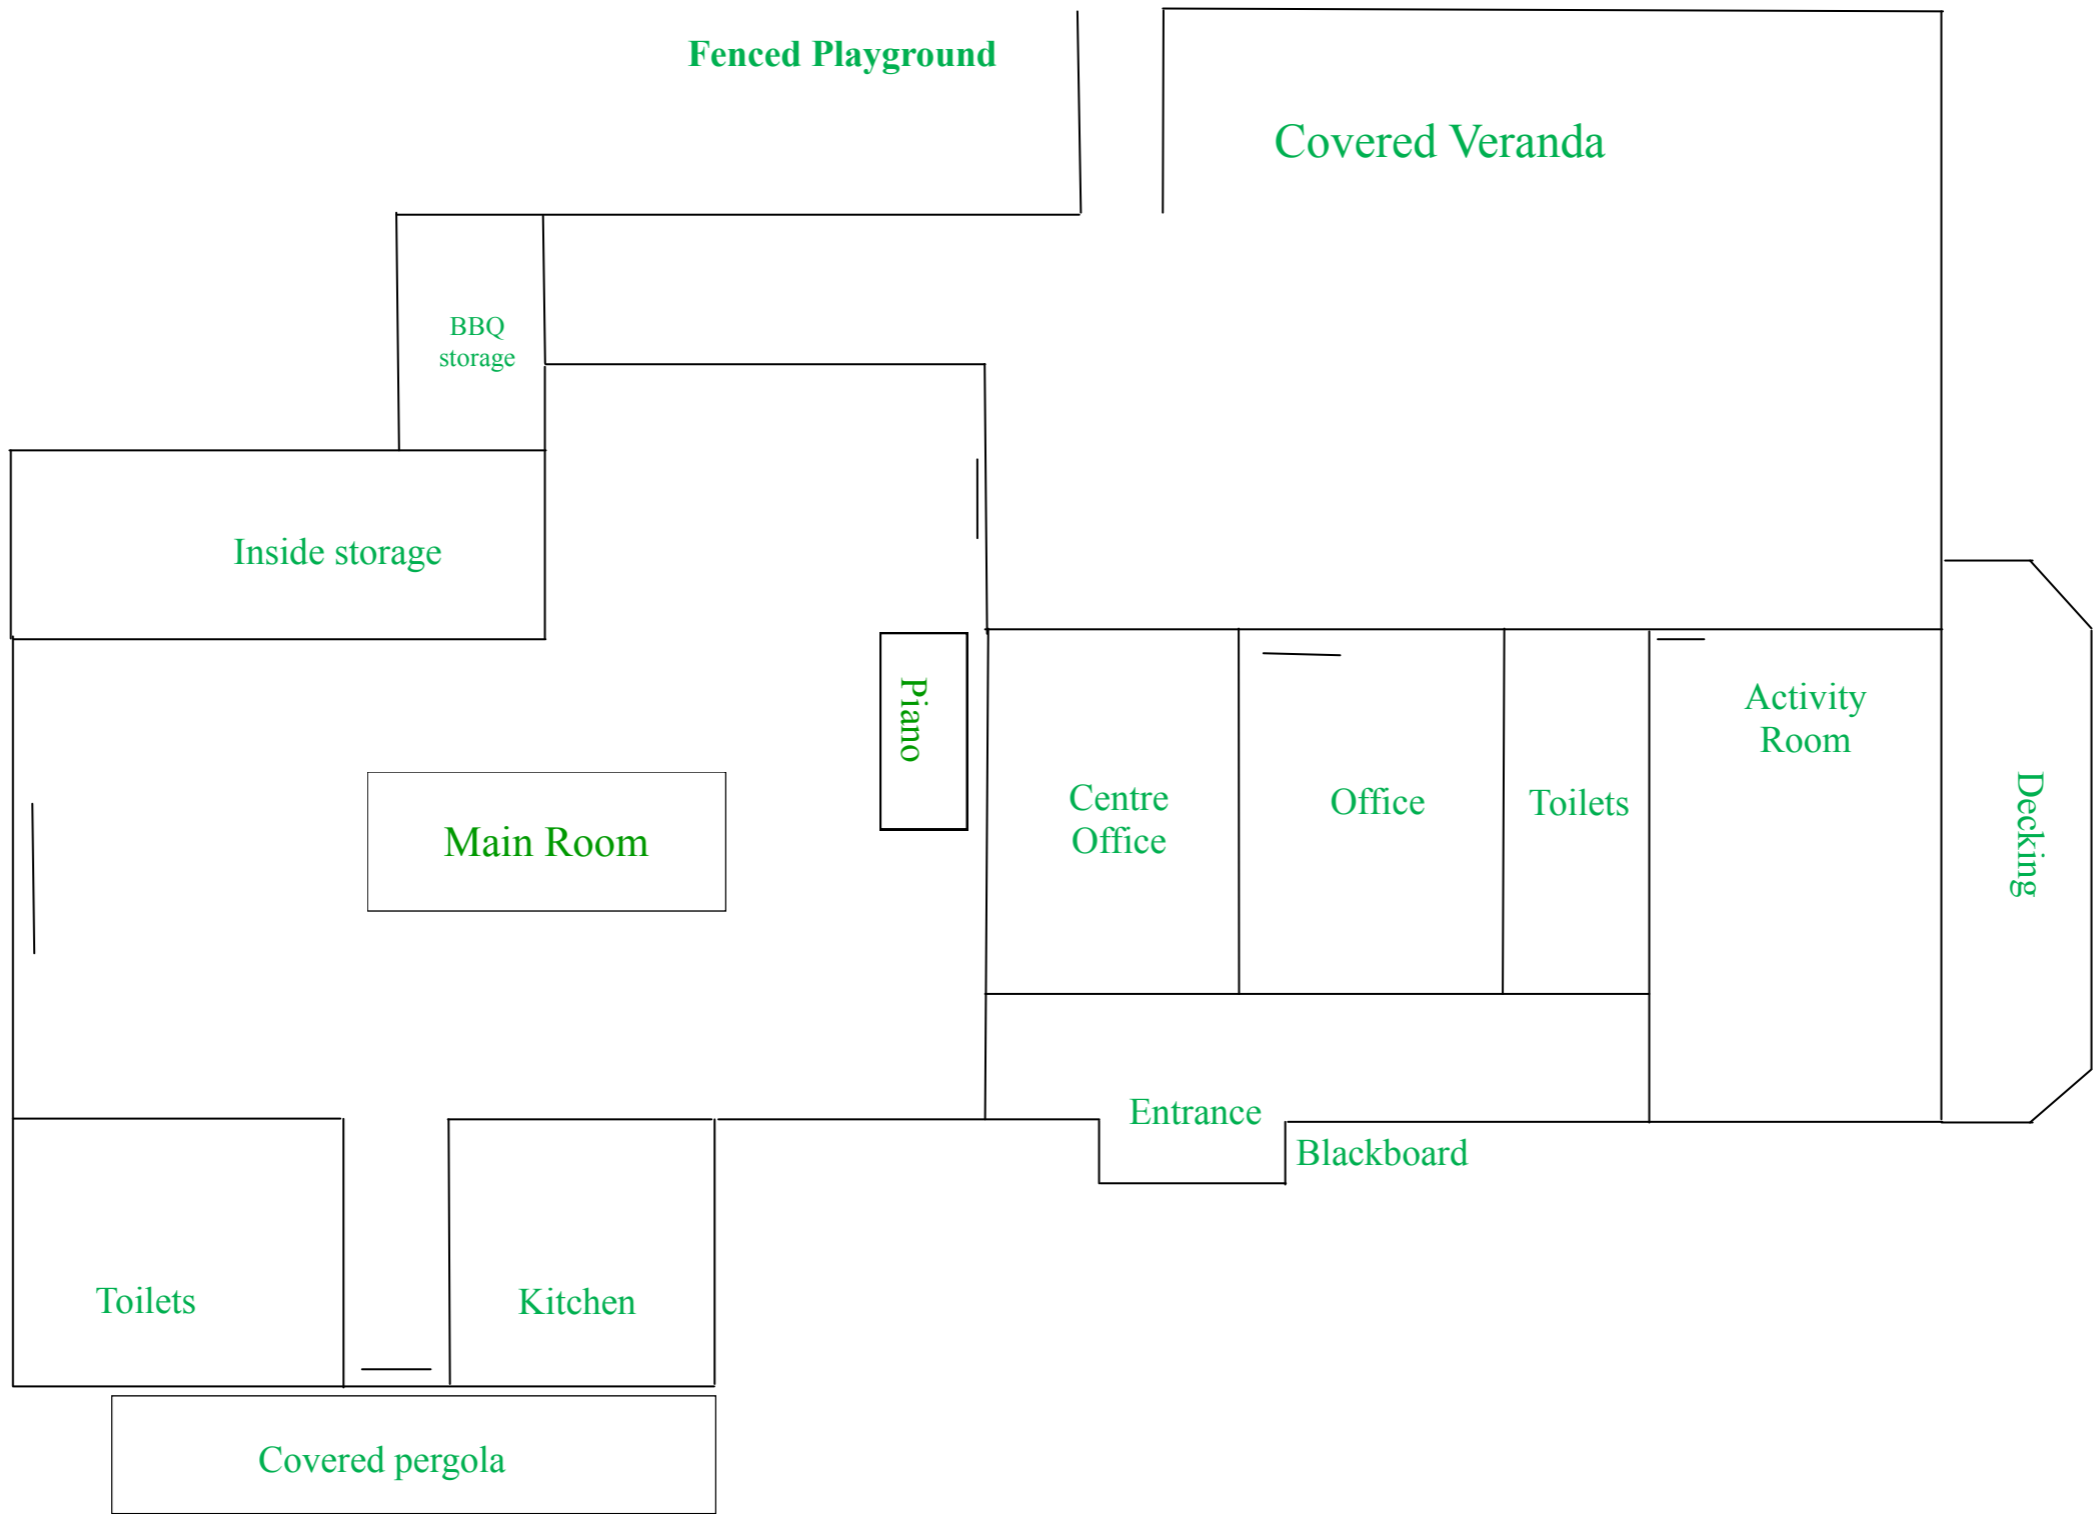 Fenced Playground
Covered Veranda
BBQ
storage
Inside storage
Piano
Main Room
Centre
Office
Office
Toilets
Activity
Room
Decking
Entrance
Blackboard
Toilets
Kitchen
Covered pergola